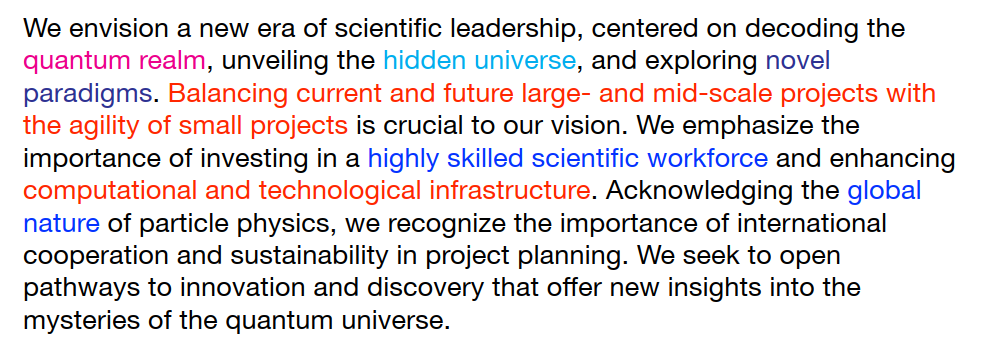 We envision a new era of scientific leadership, centered on decoding the
quantum realm, unveiling the hidden universe, and exploring novel
paradigms. Balancing current and future large- and mid-scale projects with
the agility of small projects is crucial to our vision. We emphasize the
importance of investing in a highly skilled scientific workforce and enhancing
computational and technological infrastructure. Acknowledging the global
nature of particle physics, we recognize the importance of international
cooperation and sustainability in project planning. We seek to open
pathways to innovation and discovery that offer new insights into the
mysteries of the quantum universe.